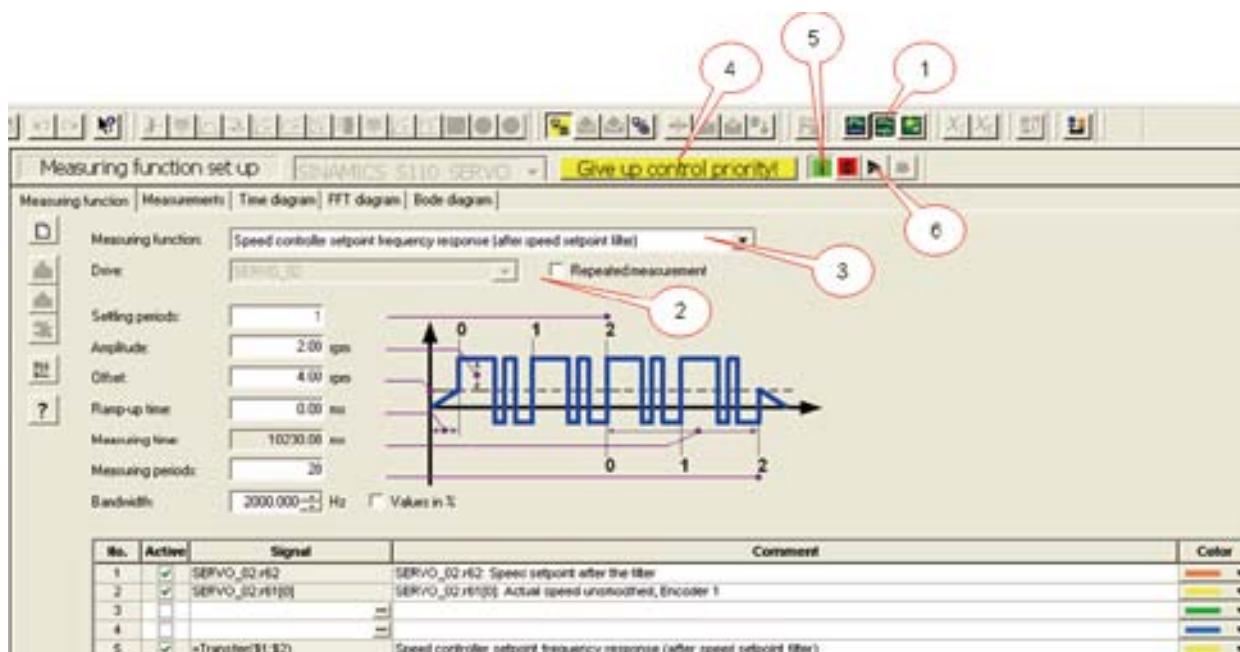 5
4
1
Measuring function set up
SINAMICS S110 SERVO
Give up control priority!
Measuring function
Measurements
Time diagram
FFT diagram
Bode diagram
6
Measuring function:
Speed controller setpoint frequency response (after speed setpoint filter)
3
Drive:
SERVO_02
Repeated measurement
2
Settling periods:
1
0 1 2
Amplitude:
2.00 rpm
Offset:
4.00 rpm
?
Ramp-up time:
0.00 ms
Measuring time:
10230.00 ms
Measuring periods:
20
0 1 2
Bandwidth:
2000.000 Hz
Values in %
No. Active Signal Comment Color
1 SERVO_02.r62 SERVO_02.r62: Speed setpoint after the filter
2 SERVO_02.r61[0] SERVO_02.r61[0]: Actual speed unsmoothed, Encoder 1
3
4
5 =Transfer($1;$2) Speed controller setpoint frequency response (after speed setpoint filter)